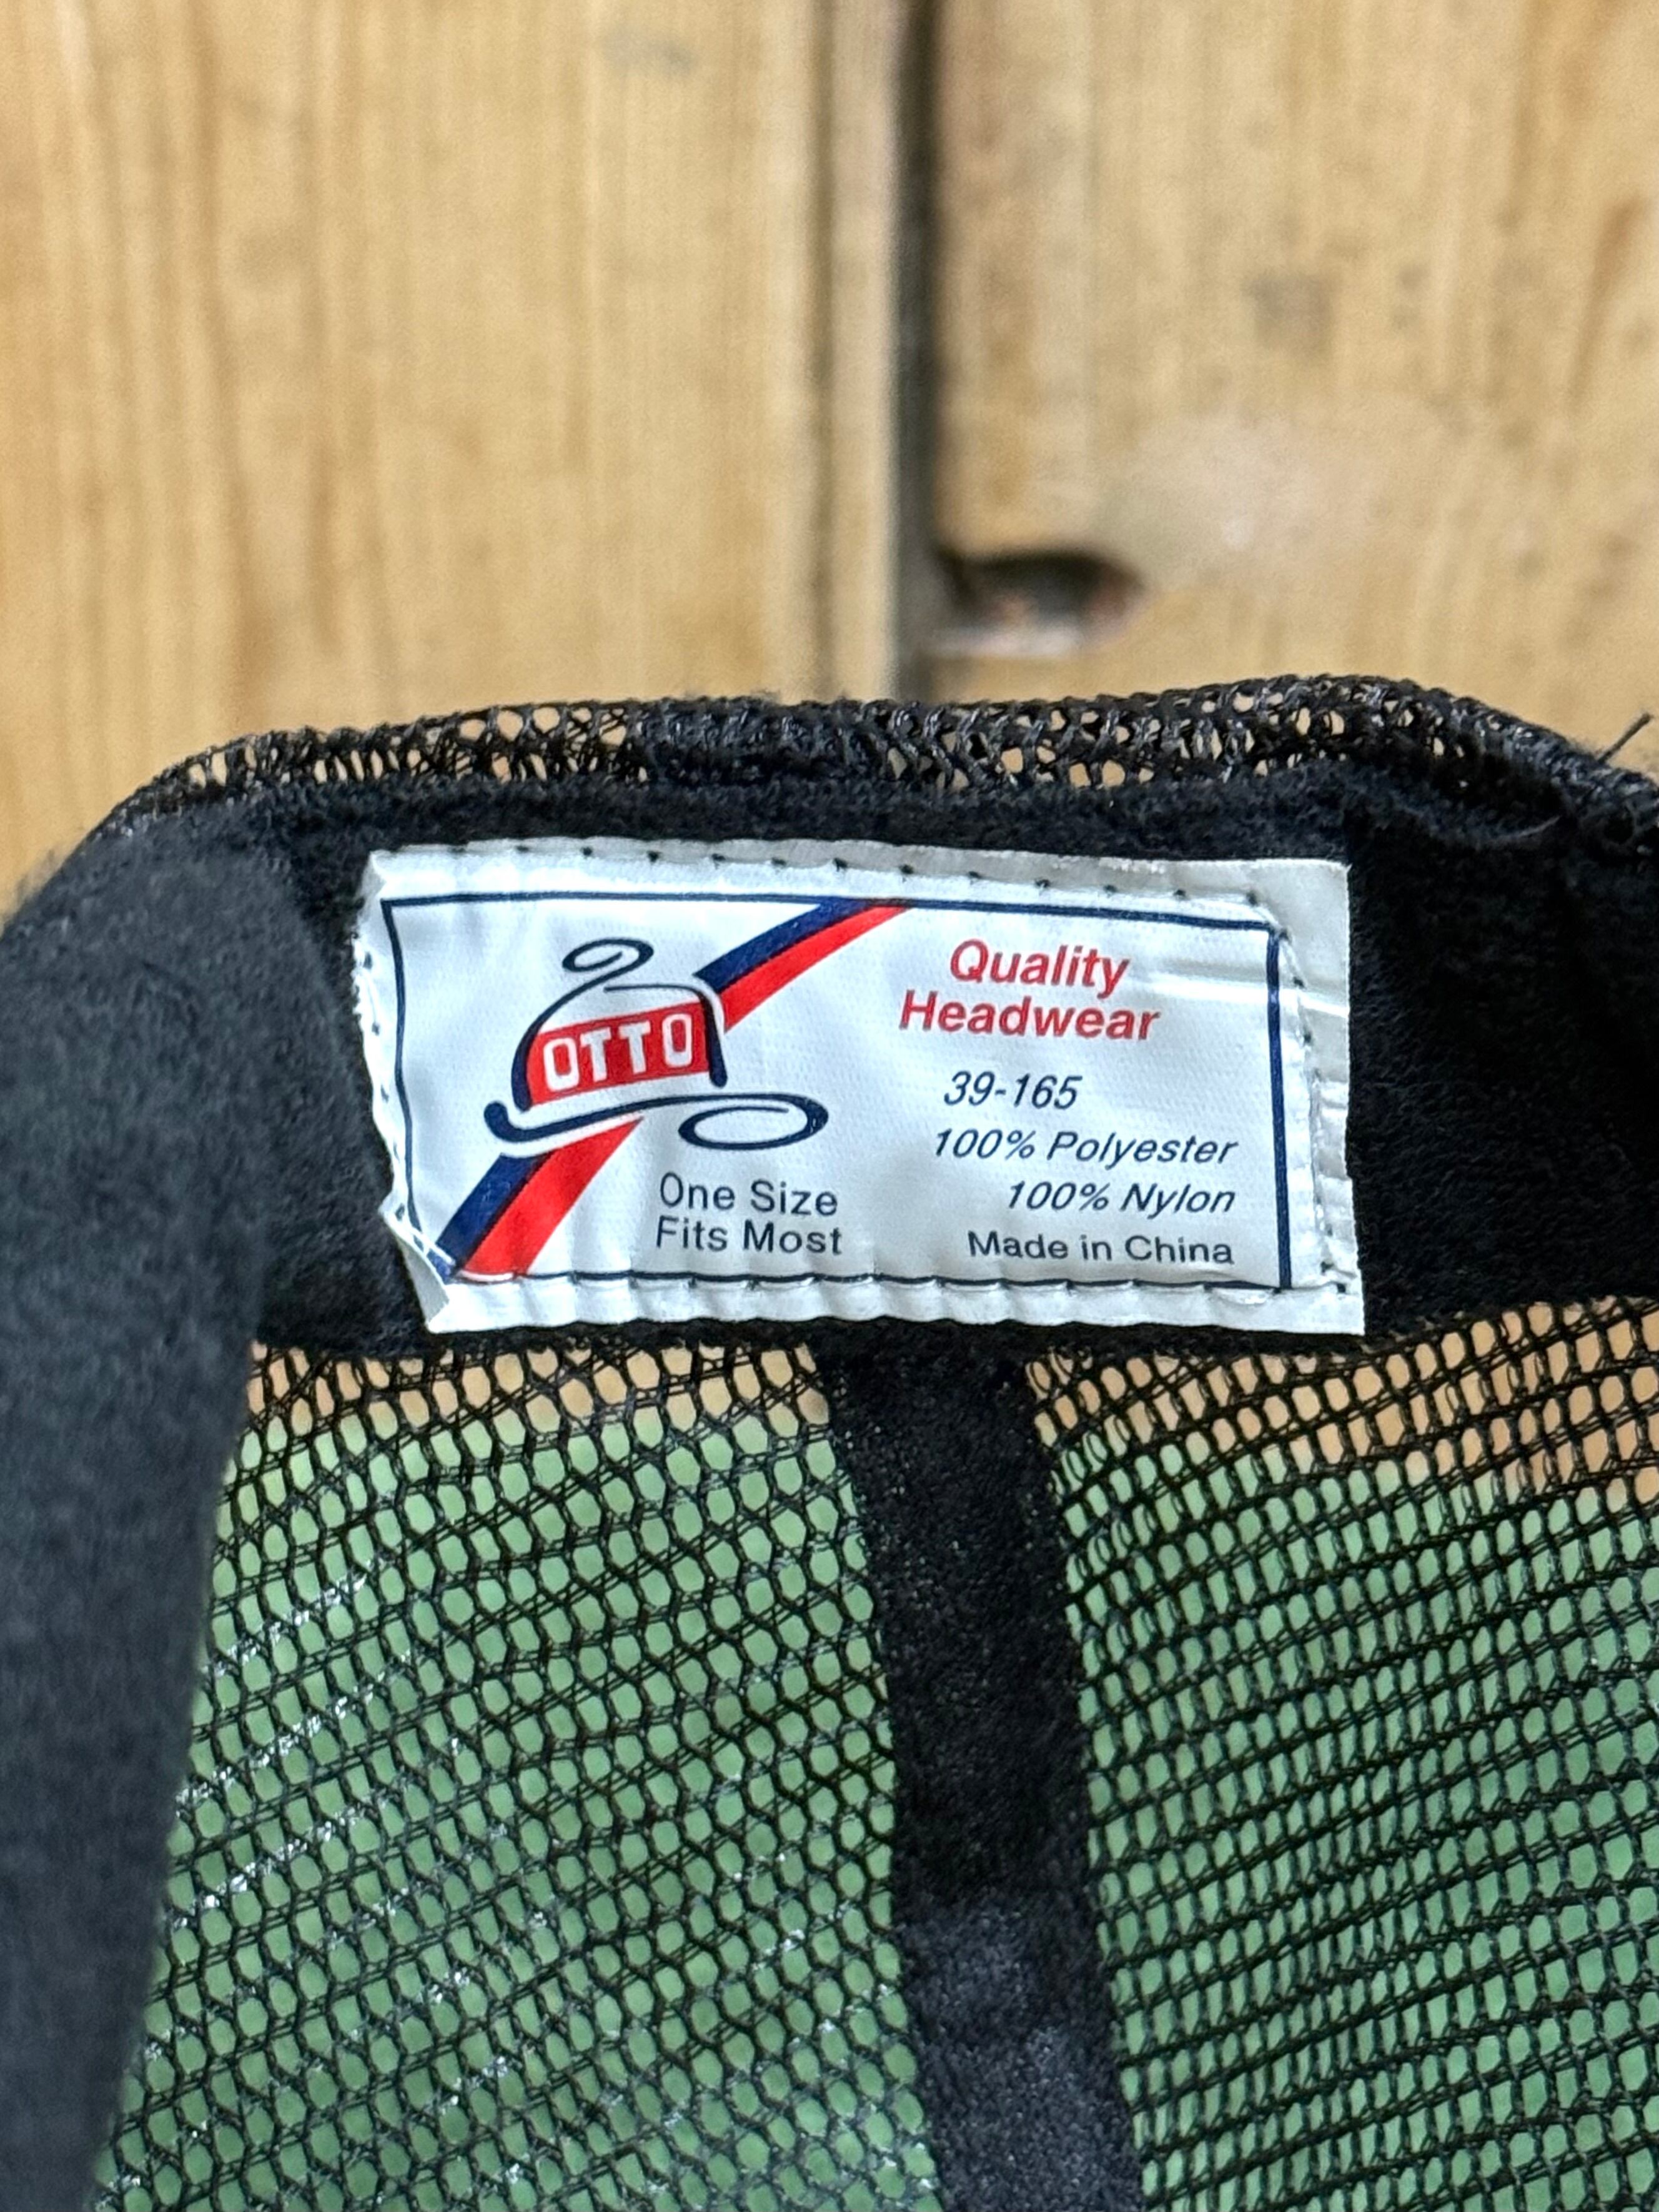 OTTO
One Size
Fits Most
Quality
Headwear
39-165
100% Polyester
100% Nylon
Made in China